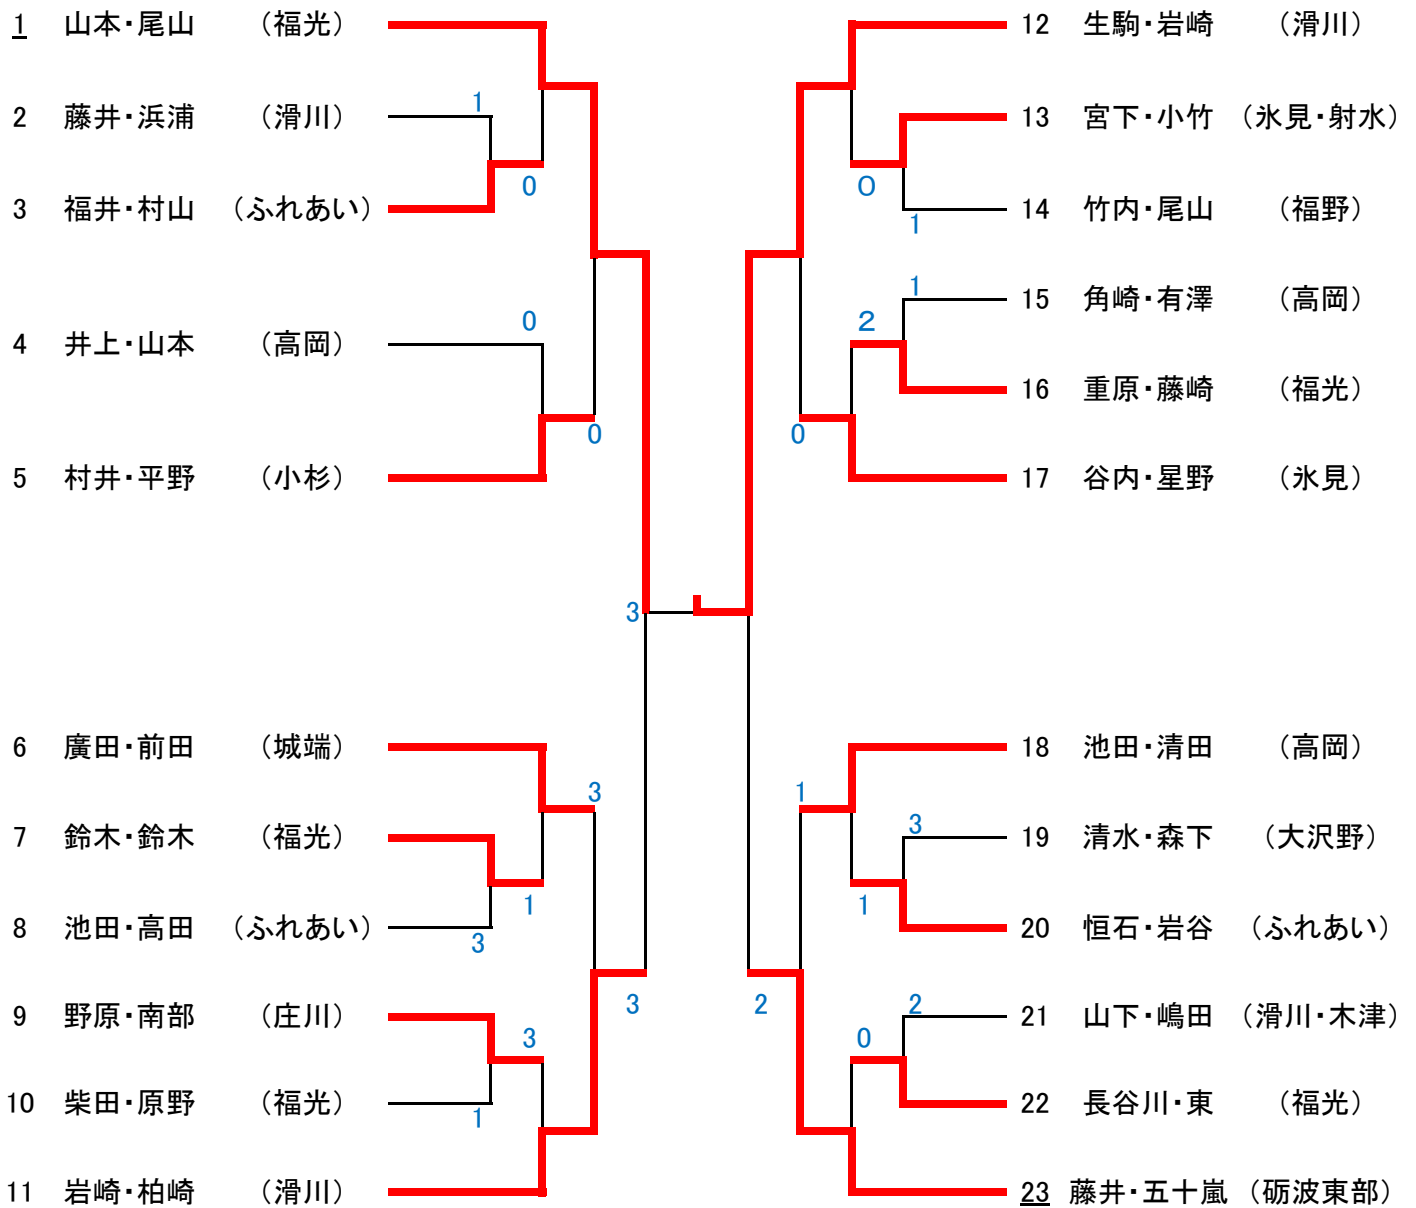 1 山本・尾山 （福光）
2 藤井・浜浦 （滑川）
1
3 福井・村山 （ふれあい）
0
4 井上・山本 （高岡）
0
5 村井・平野 （小杉）
0
3
6 廣田・前田 （城端）
3
7 鈴木・鈴木 （福光）
1
8 池田・高田 （ふれあい）
3
9 野原・南部 （庄川）
3
3
10 柴田・原野 （福光）
1
11 岩崎・柏崎 （滑川）
12 生駒・岩崎 （滑川）
13 宮下・小竹 （氷見・射水）
0
14 竹内・尾山 （福野）
1
1
15 角崎・有澤 （高岡）
2
16 重原・藤崎 （福光）
0
17 谷内・星野 （氷見）
18 池田・清田 （高岡）
1
3
19 清水・森下 （大沢野）
1
20 恒石・岩谷 （ふれあい）
2
2
21 山下・嶋田 （滑川・木津）
0
22 長谷川・東 （福光）
23 藤井・五十嵐 （砺波東部）